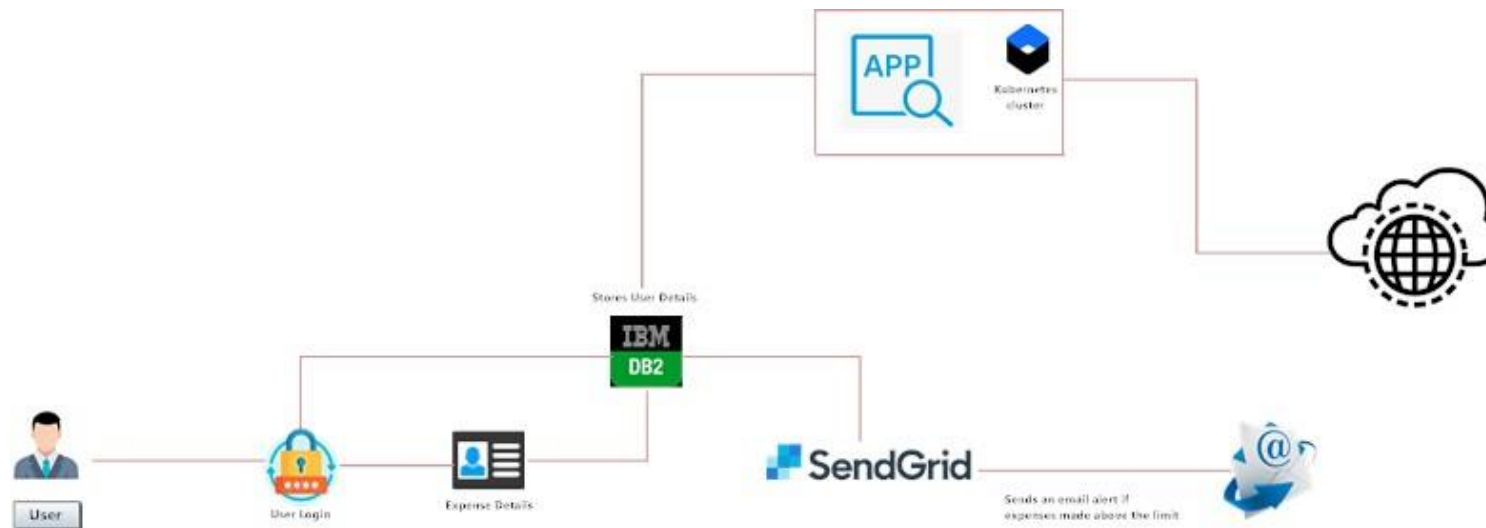 APP
Kubernetes
cluster
Stores User Details
IBM
DB2
SendGrid
@
User
User Login
Expense Details
Sends an email alert if
expenses made above the limit